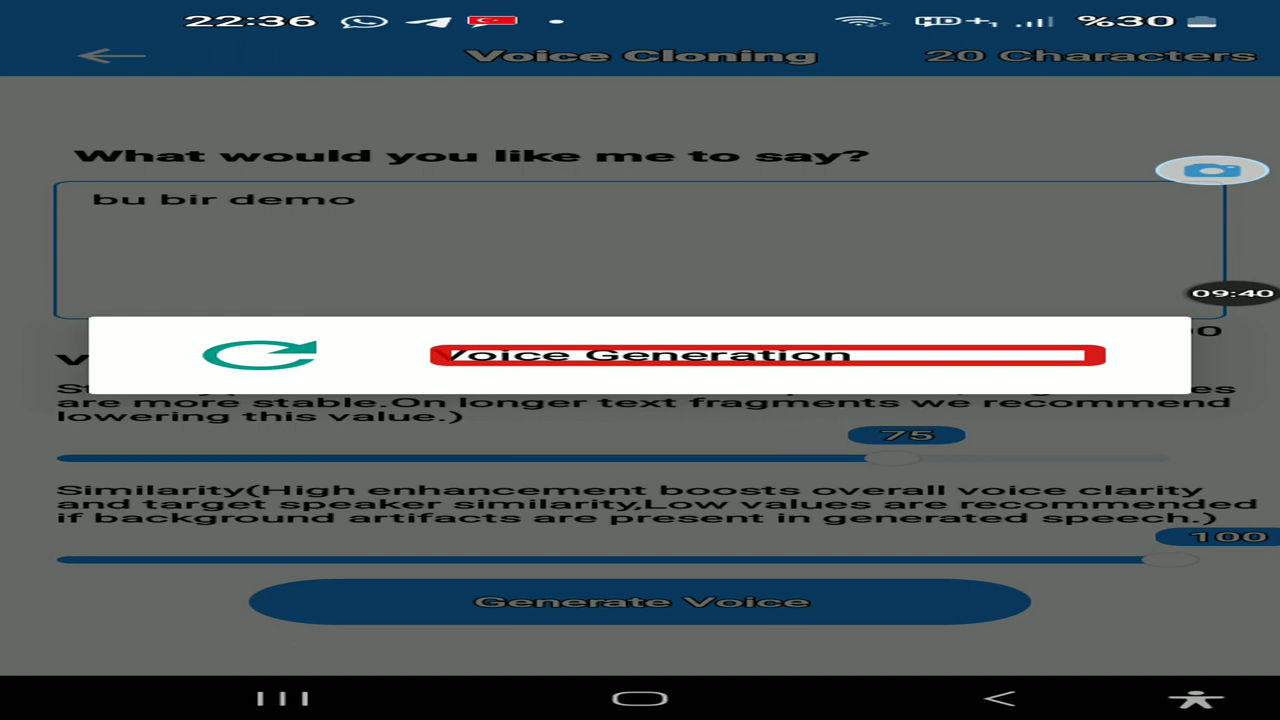 22:36 HD+ %30
Voice Cloning 20 Characters
What would you like me to say?
bu bir demo
09:40
Voice Generation
are more stable.On longer text fragments we recommend
lowering this value.)
75
Similarity(High enhancement boosts overall voice clarity
and target speaker similarity,Low values are recommended
if background artifacts are present in generated speech.)
100
Generate Voice